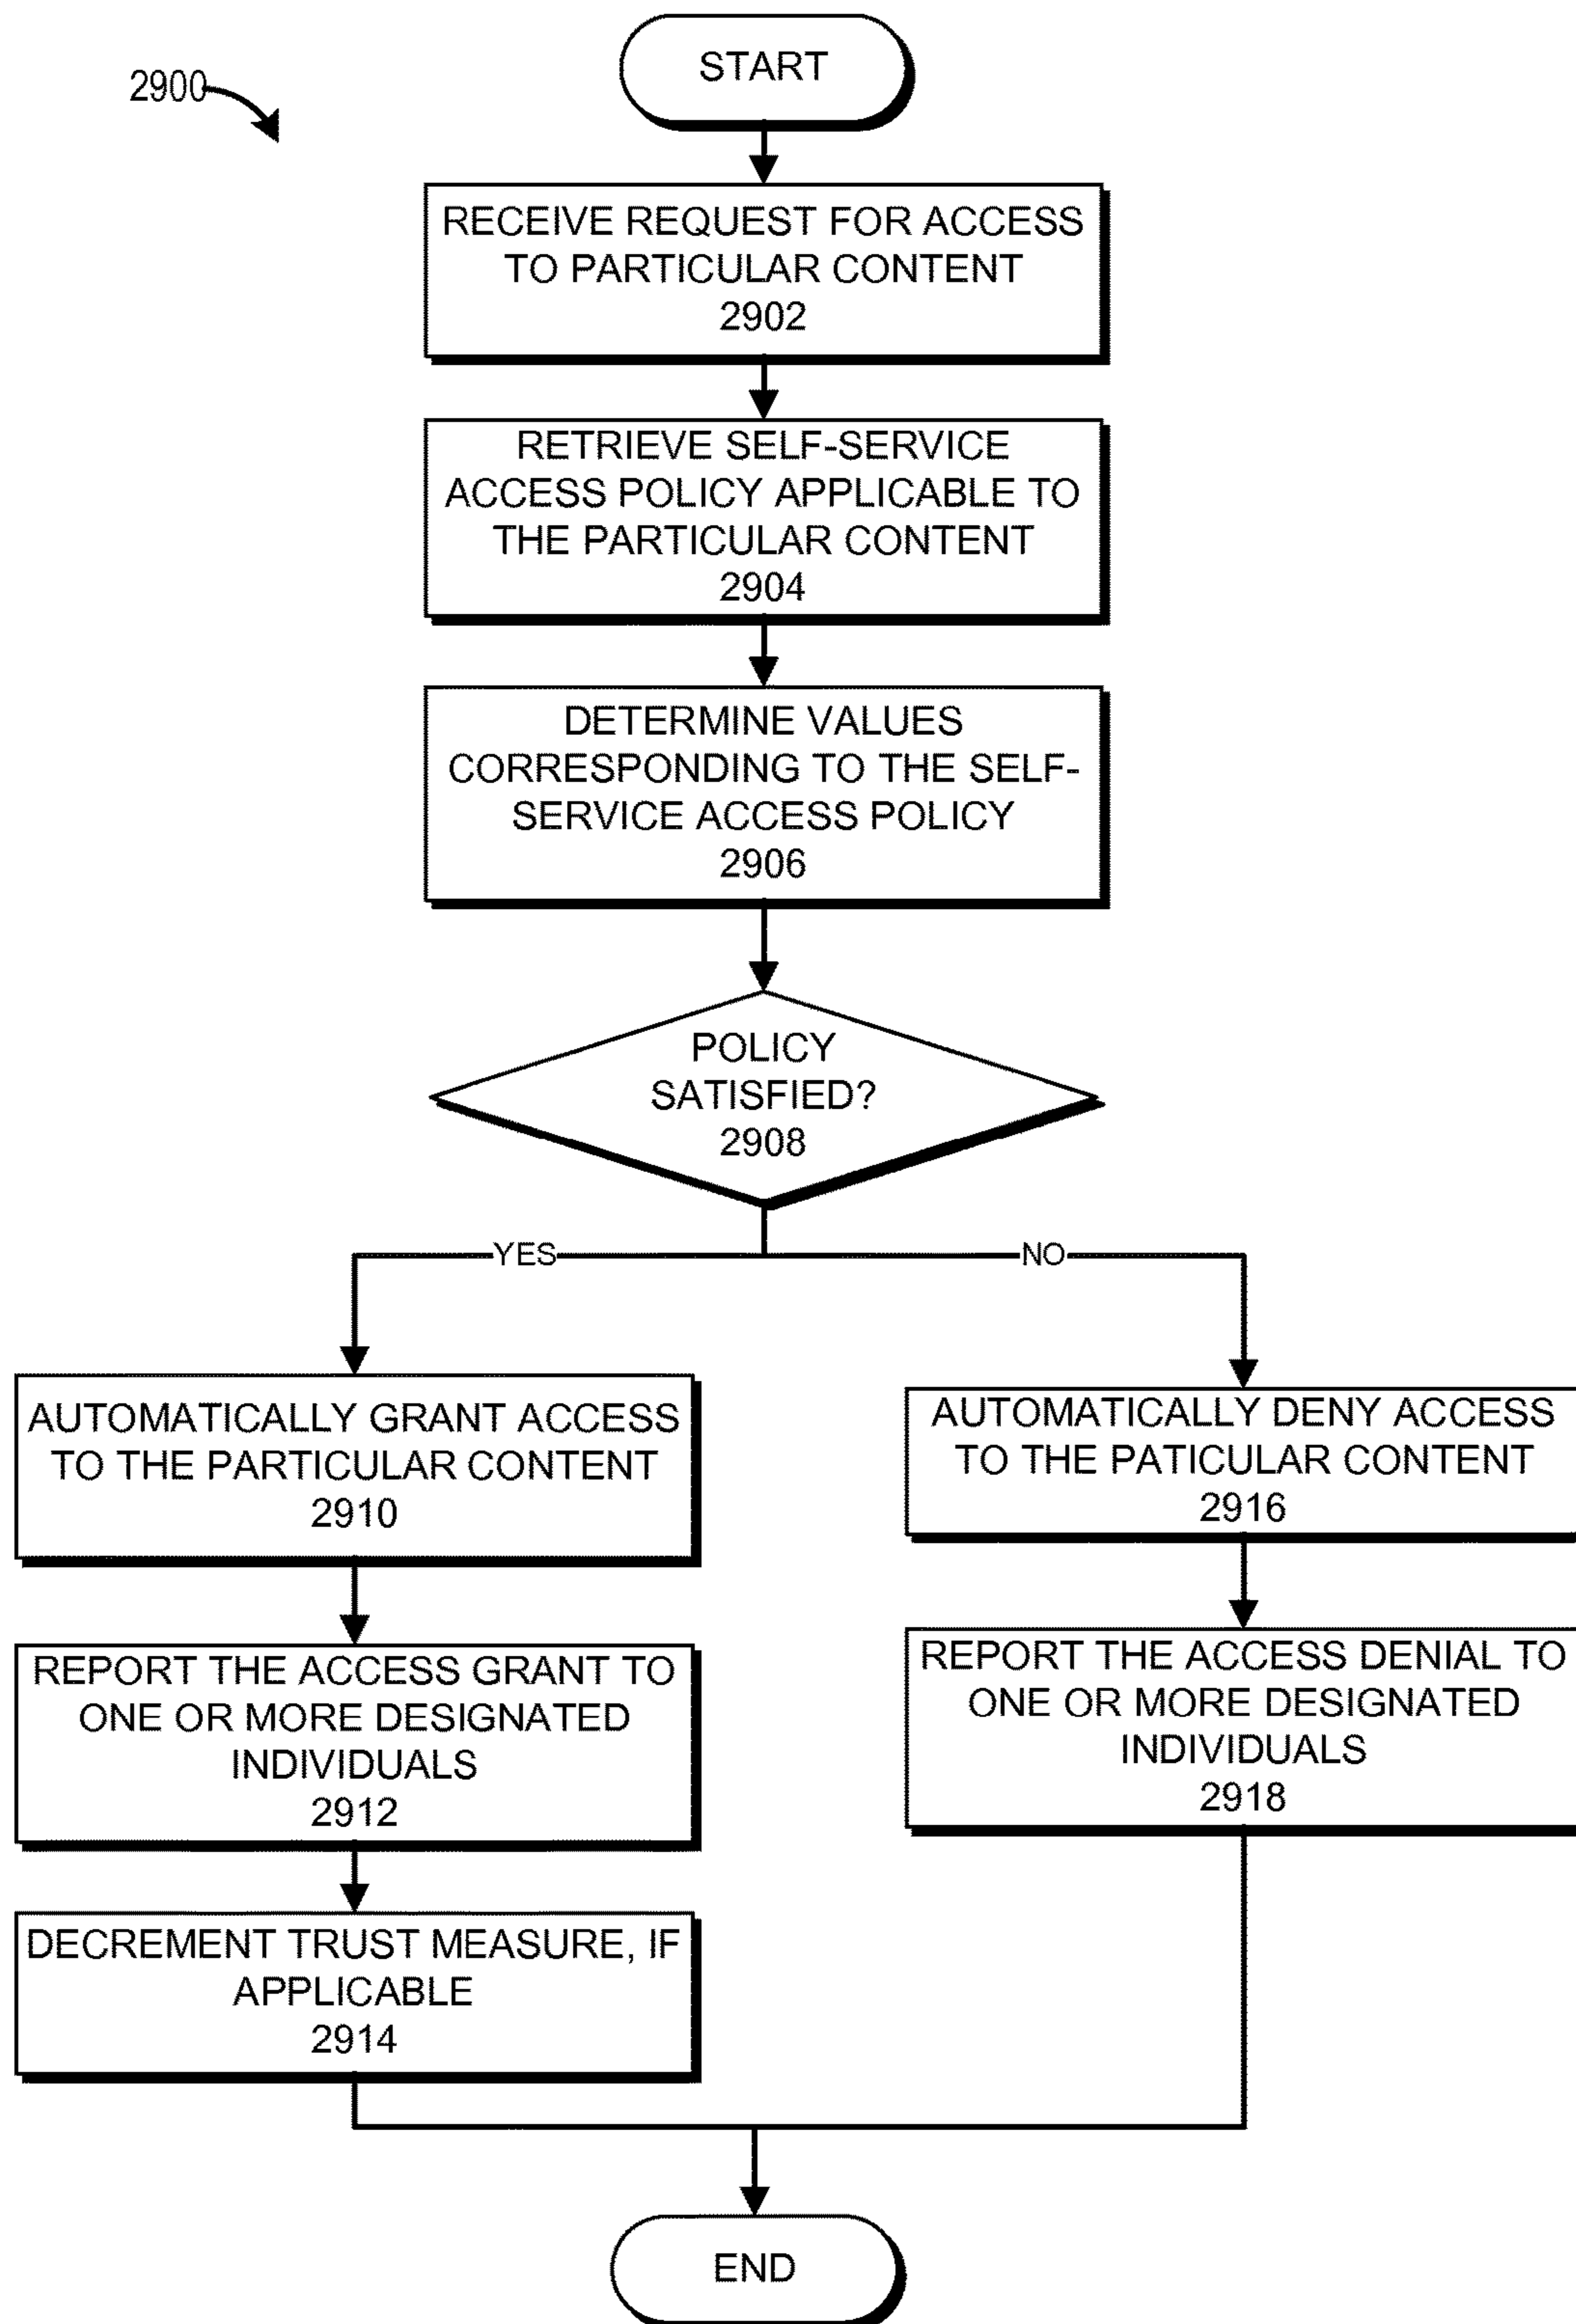 2900
START
RECEIVE REQUEST FOR ACCESS
TO PARTICULAR CONTENT
2902
RETRIEVE SELF-SERVICE
ACCESS POLICY APPLICABLE TO
THE PARTICULAR CONTENT
2904
DETERMINE VALUES
CORRESPONDING TO THE SELF-
SERVICE ACCESS POLICY
2906
POLICY
SATISFIED?
2908
YES
NO
AUTOMATICALLY GRANT ACCESS
TO THE PARTICULAR CONTENT
2910
REPORT THE ACCESS GRANT TO
ONE OR MORE DESIGNATED
INDIVIDUALS
2912
DECREMENT TRUST MEASURE, IF
APPLICABLE
2914
AUTOMATICALLY DENY ACCESS
TO THE PATICULAR CONTENT
2916
REPORT THE ACCESS DENIAL TO
ONE OR MORE DESIGNATED
INDIVIDUALS
2918
END